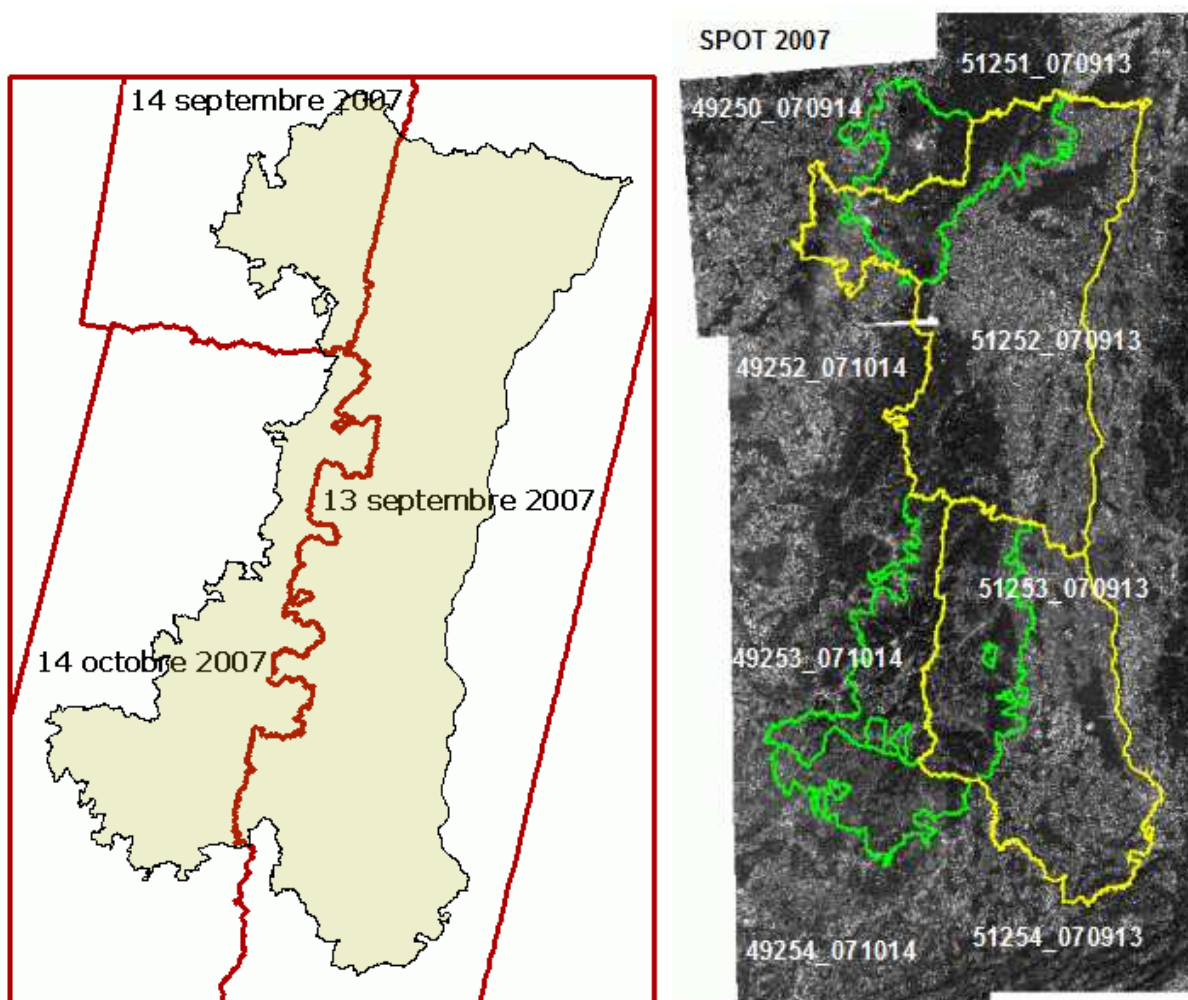 14 septembre 2007
13 septembre 2007
14 octobre 2007
SPOT 2007
51251_070913
49250_070914
51252_070913
49252_071014
51253_070913
49253_071014
51254_070913
49254_071014